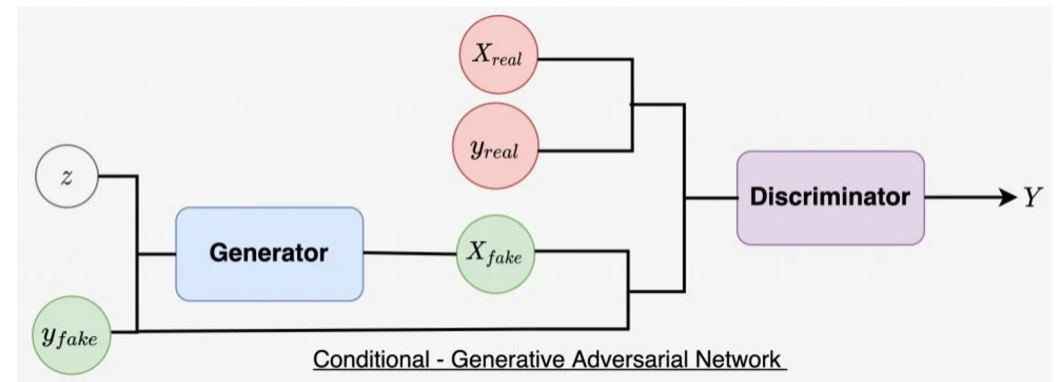 X_real
y_real
z
Generator
X_fake
y_fake
Discriminator
Y
Conditional - Generative Adversarial Network